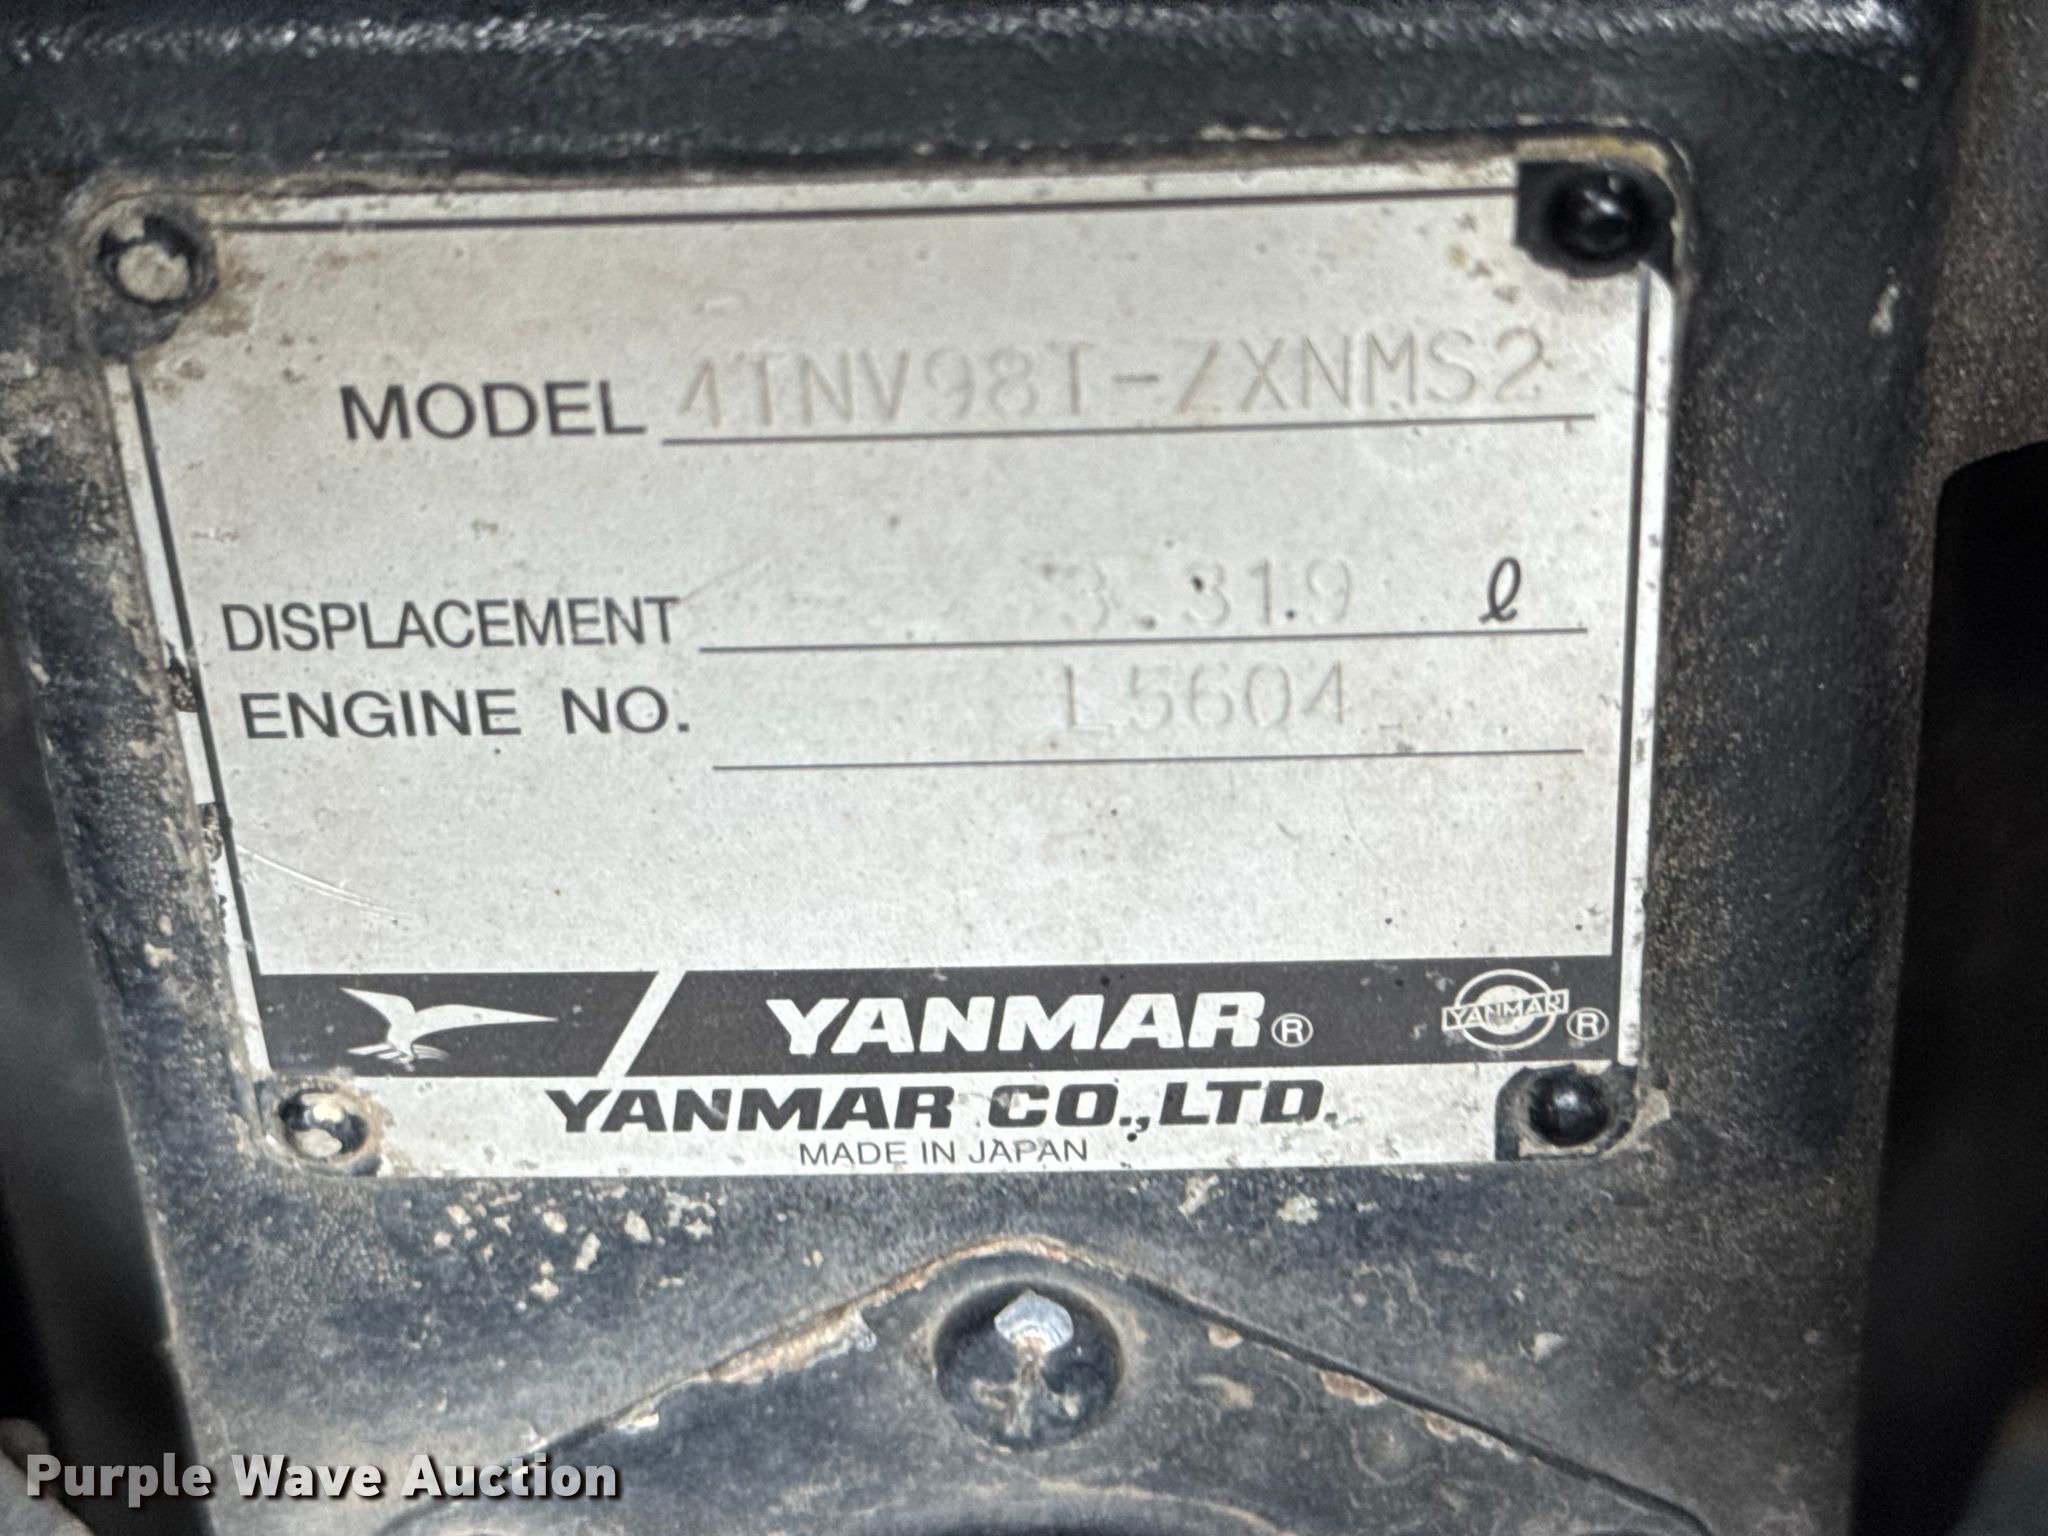 MODEL 4TNV98T-ZXNMS2
DISPLACEMENT 3.319 ℓ
ENGINE NO. L5604
YANMAR® YANMAR ®
YANMAR CO.,LTD.
MADE IN JAPAN
Purple Wave Auction